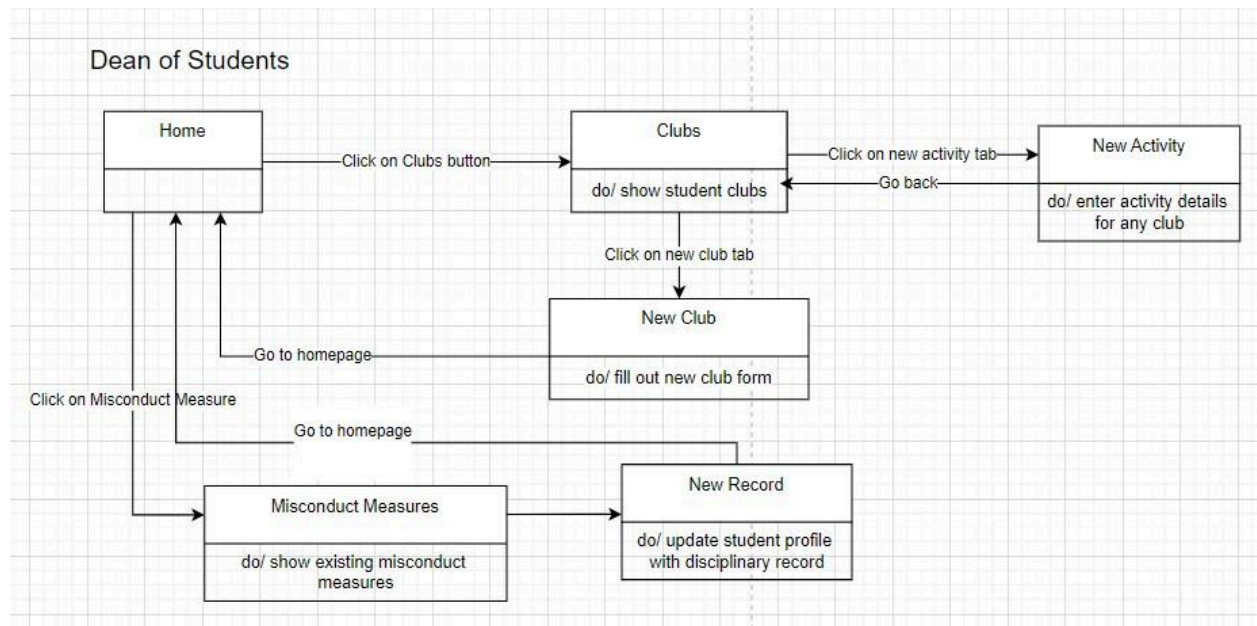 Dean of Students
Home
Clubs
New Activity
Click on Clubs button
Click on new activity tab
Go back
do/ show student clubs
do/ enter activity details
for any club
Click on new club tab
New Club
Go to homepage
do/ fill out new club form
Click on Misconduct Measure
Go to homepage
New Record
Misconduct Measures
do/ update student profile
with disciplinary record
do/ show existing misconduct
measures